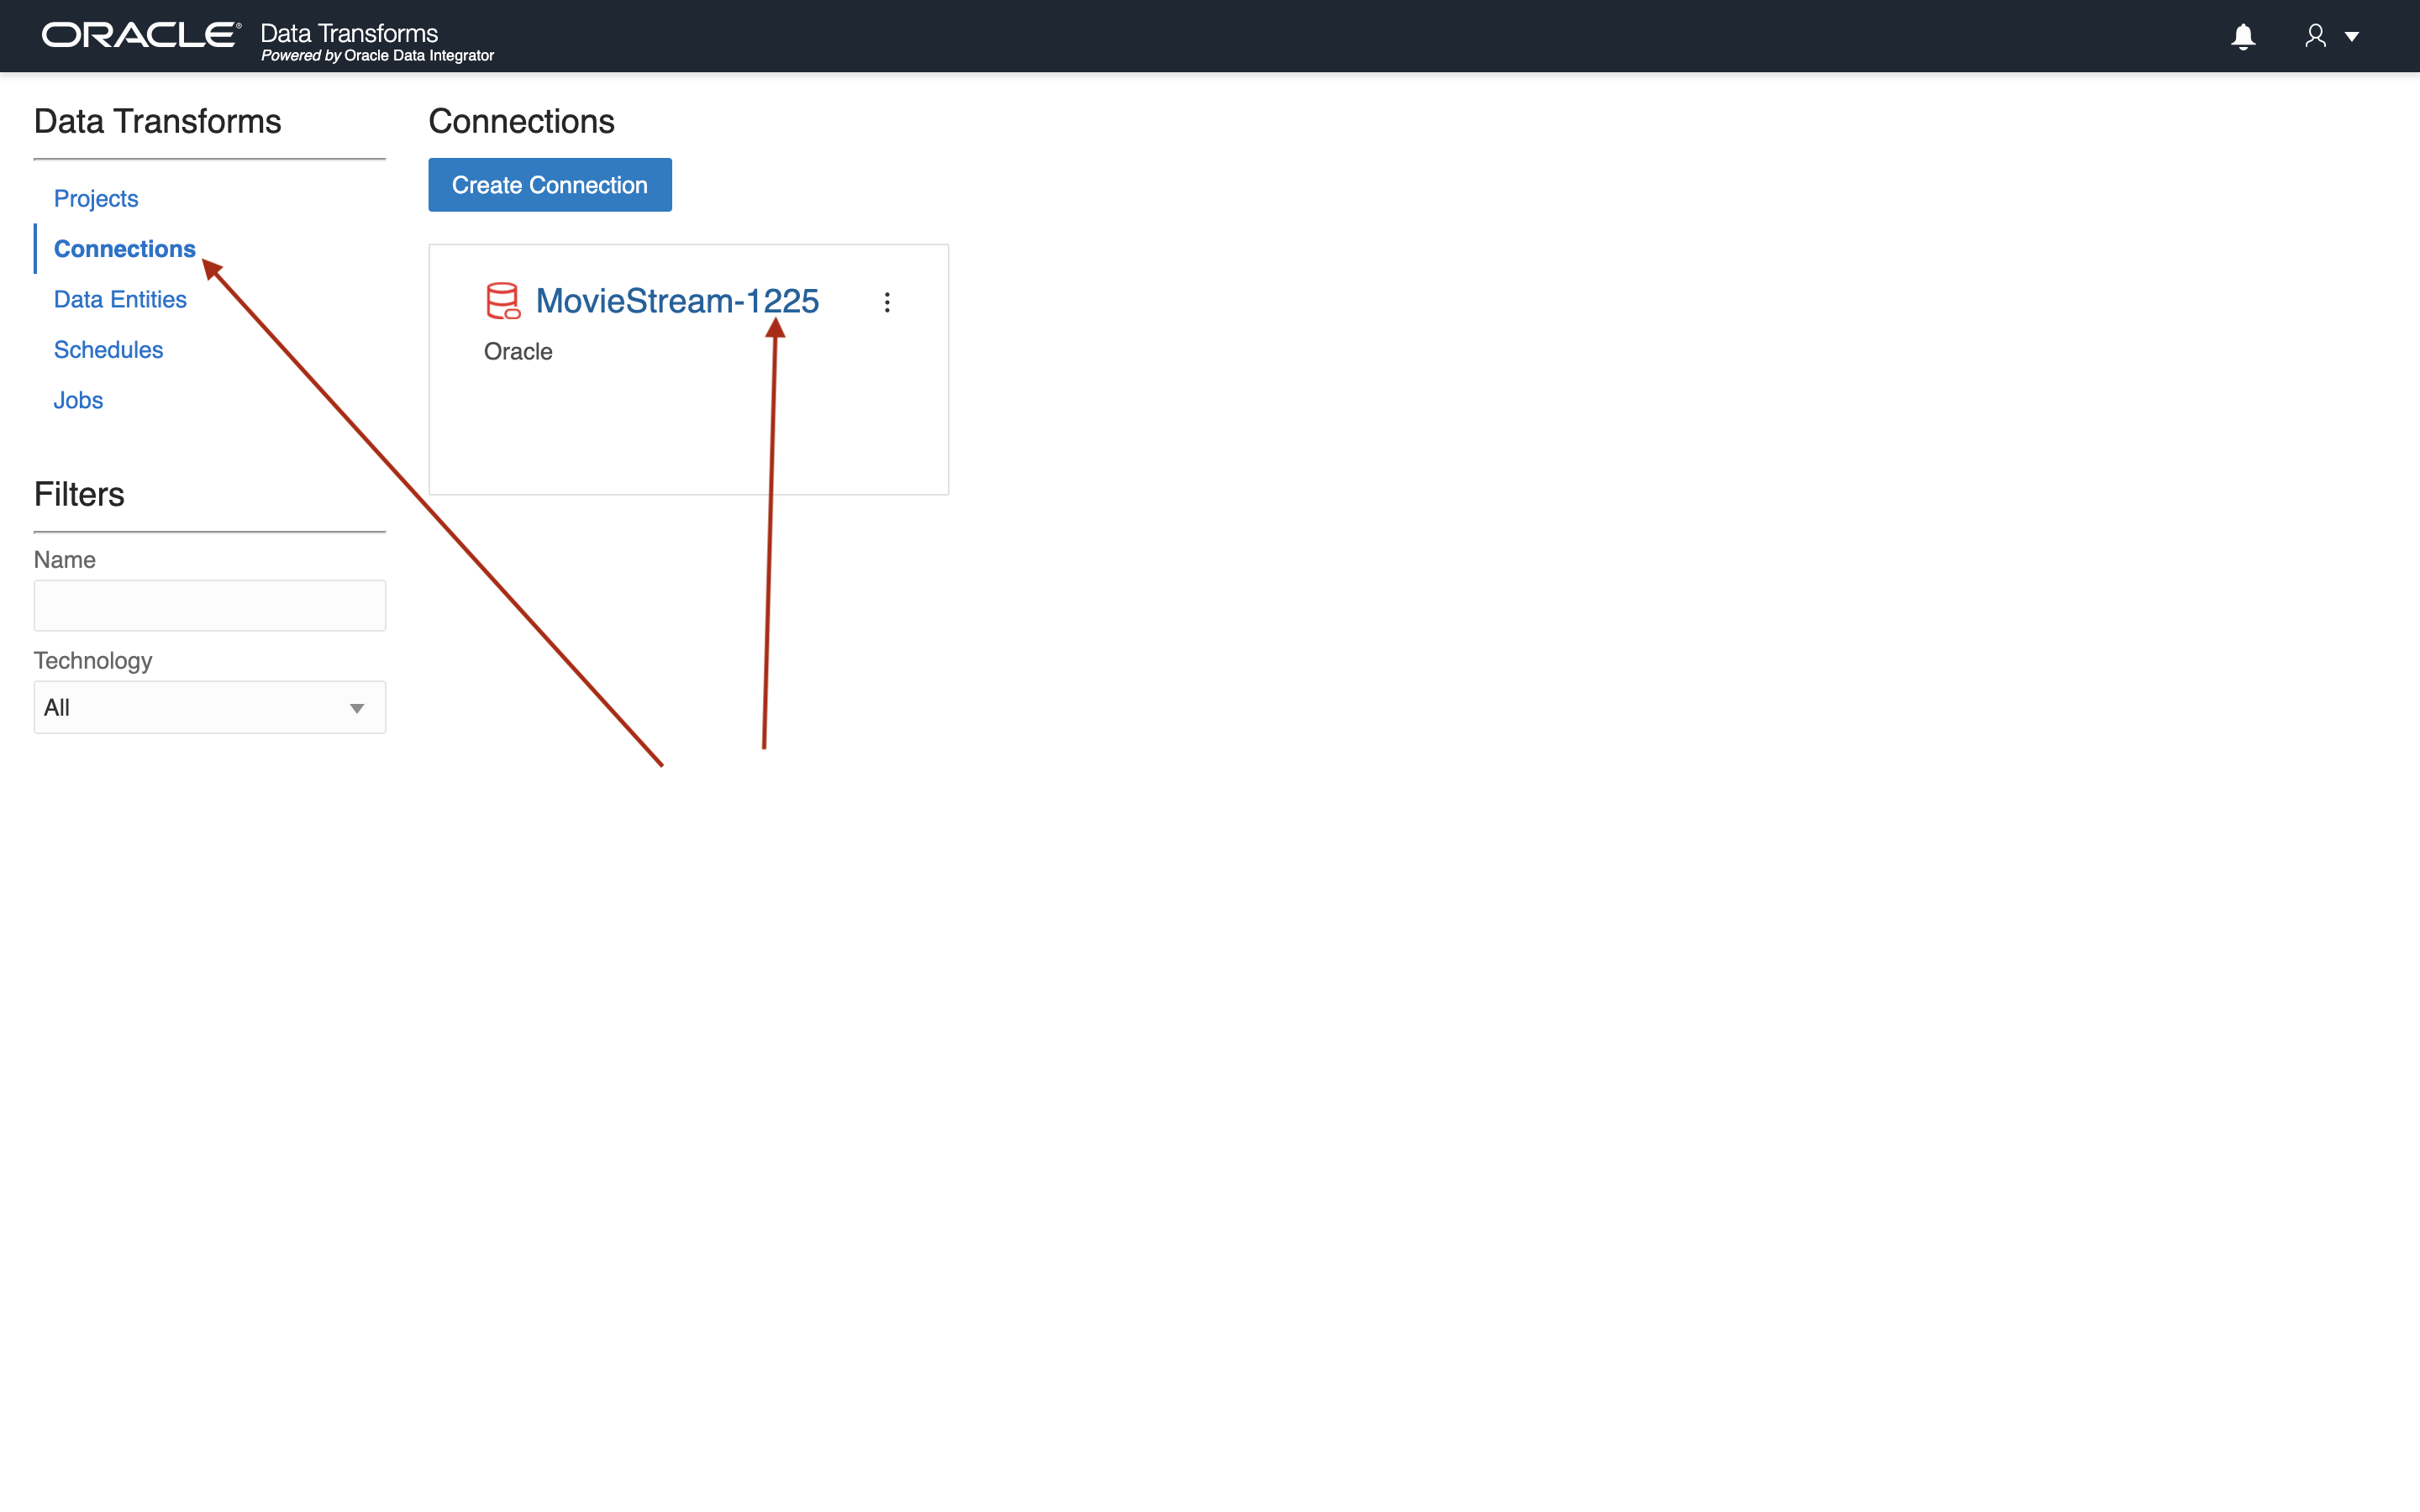 ORACLE® Data Transforms
Powered by Oracle Data Integrator
Data Transforms
Projects
Connections
Data Entities
Schedules
Jobs
Filters
Name
Technology
All
Connections
Create Connection
MovieStream-1225
Oracle